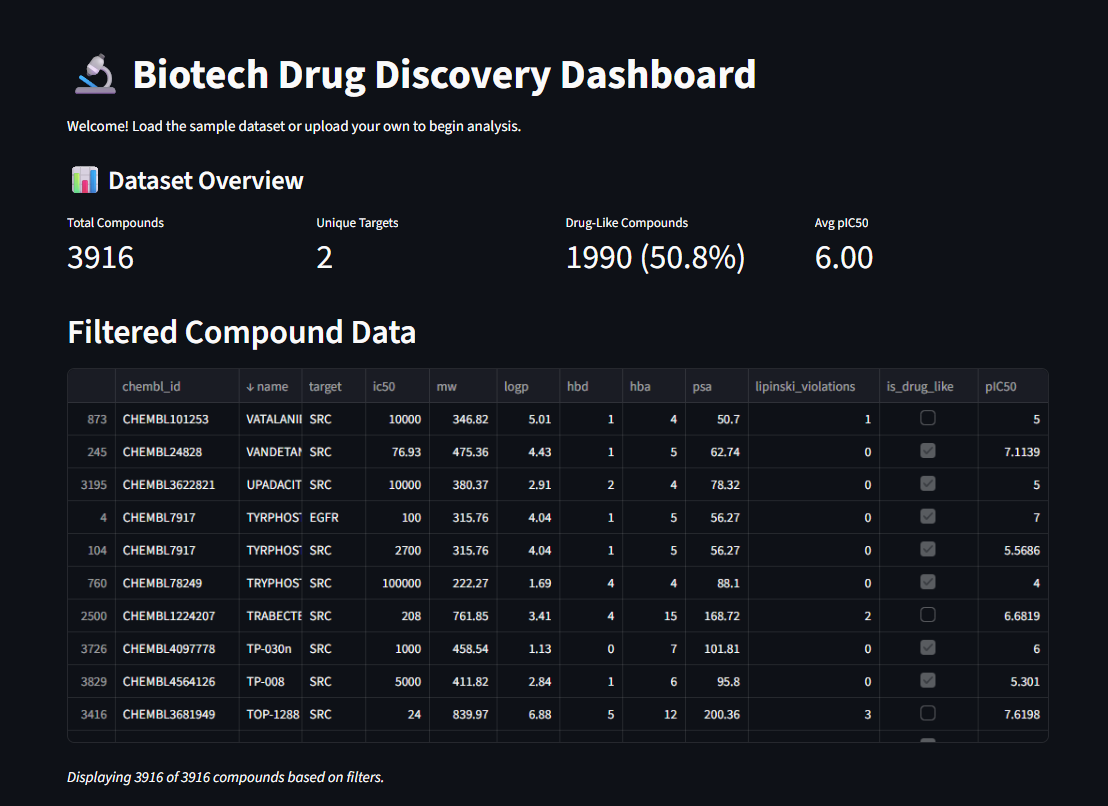 Biotech Drug Discovery Dashboard
Welcome! Load the sample dataset or upload your own to begin analysis.
Dataset Overview
Total Compounds Unique Targets Drug-Like Compounds Avg pIC50
3916 2 1990 (50.8%) 6.00
Filtered Compound Data
chembl_id ↓ name target ic50 mw logp hbd hba psa lipinski_violations is_drug_like pIC50
873 CHEMBL101253 VATALANI SRC 10000 346.82 5.01 1 4 50.7 1 5
245 CHEMBL24828 VANDETAN SRC 76.93 475.36 4.43 1 5 62.74 0 7.1139
3195 CHEMBL3622821 UPADACIT SRC 10000 380.37 2.91 2 4 78.32 0 5
4 CHEMBL7917 TYRPHOST EGFR 100 315.76 4.04 1 5 56.27 0 7
104 CHEMBL7917 TYRPHOST SRC 2700 315.76 4.04 1 5 56.27 0 5.5686
760 CHEMBL78249 TRYPHOST SRC 100000 222.27 1.69 4 4 88.1 0 4
2500 CHEMBL1224207 TRABECTE SRC 208 761.85 3.41 4 15 168.72 2 6.6819
3726 CHEMBL4097778 TP-030n SRC 1000 458.54 1.13 0 7 101.81 0 6
3829 CHEMBL4564126 TP-008 SRC 5000 411.82 2.84 1 6 95.8 0 5.301
3416 CHEMBL3681949 TOP-1288 SRC 24 839.97 6.88 5 12 200.36 3 7.6198
Displaying 3916 of 3916 compounds based on filters.